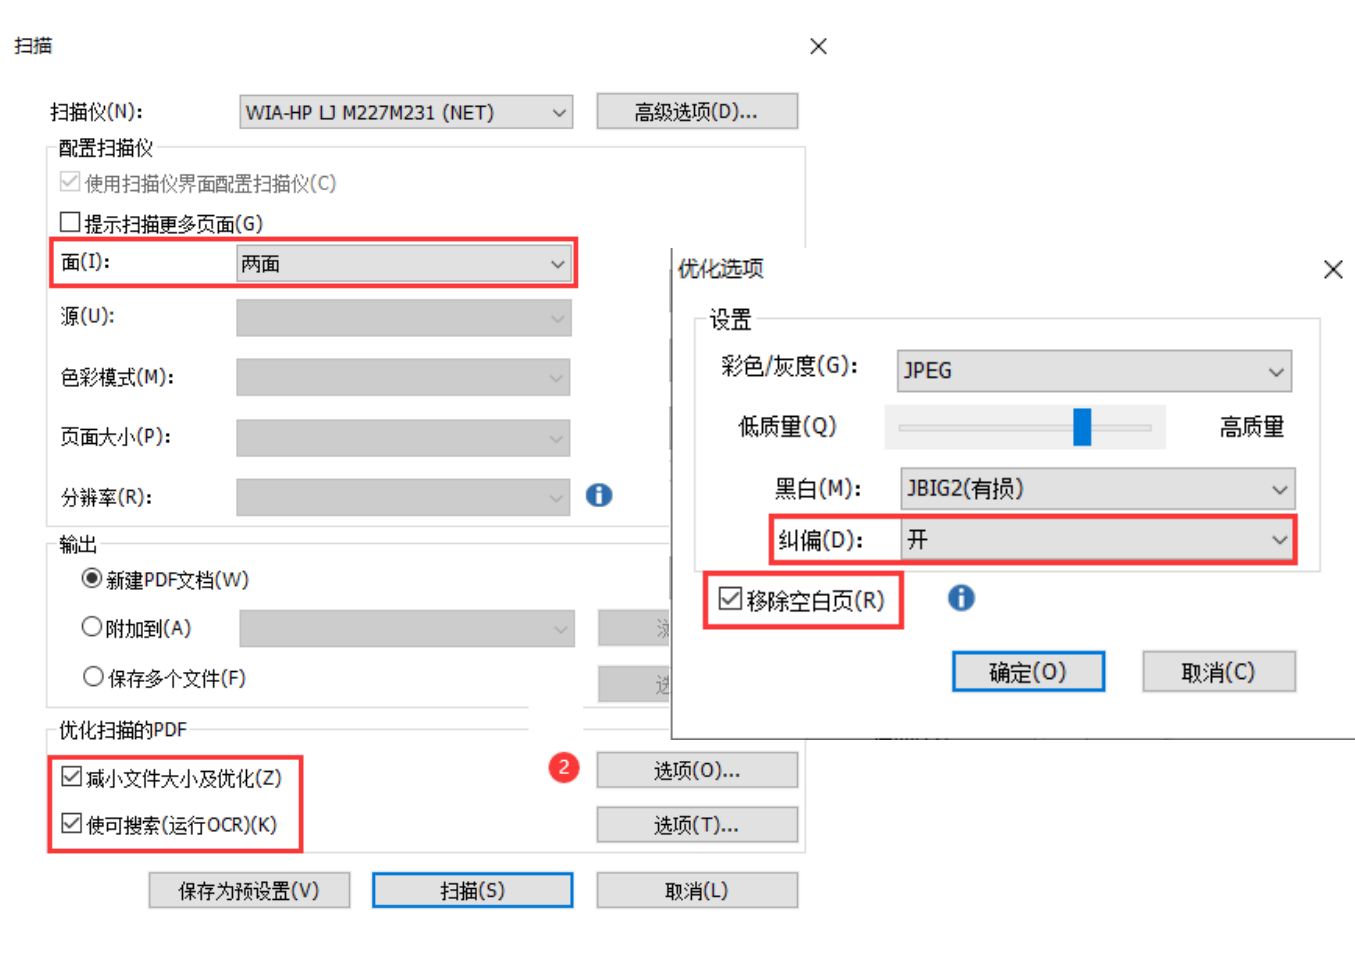 扫描
扫描仪(N): WIA-HP LJ M227M231 (NET) 高级选项(D)...
配置扫描仪
使用扫描仪界面配置扫描仪(C)
提示扫描更多页面(G)
面(I): 两面
源(U):
色彩模式(M):
页面大小(P):
分辨率(R):
输出
新建PDF文档(W)
附加到(A)
保存多个文件(F)
优化扫描的PDF
减小文件大小及优化(Z) 2 选项(O)...
使可搜索(运行OCR)(K) 选项(T)...
保存为预设置(V) 扫描(S) 取消(L)
优化选项
设置
彩色/灰度(G): JPEG
低质量(Q) 高质量
黑白(M): JBIG2(有损)
纠偏(D): 开
移除空白页(R)
确定(O) 取消(C)